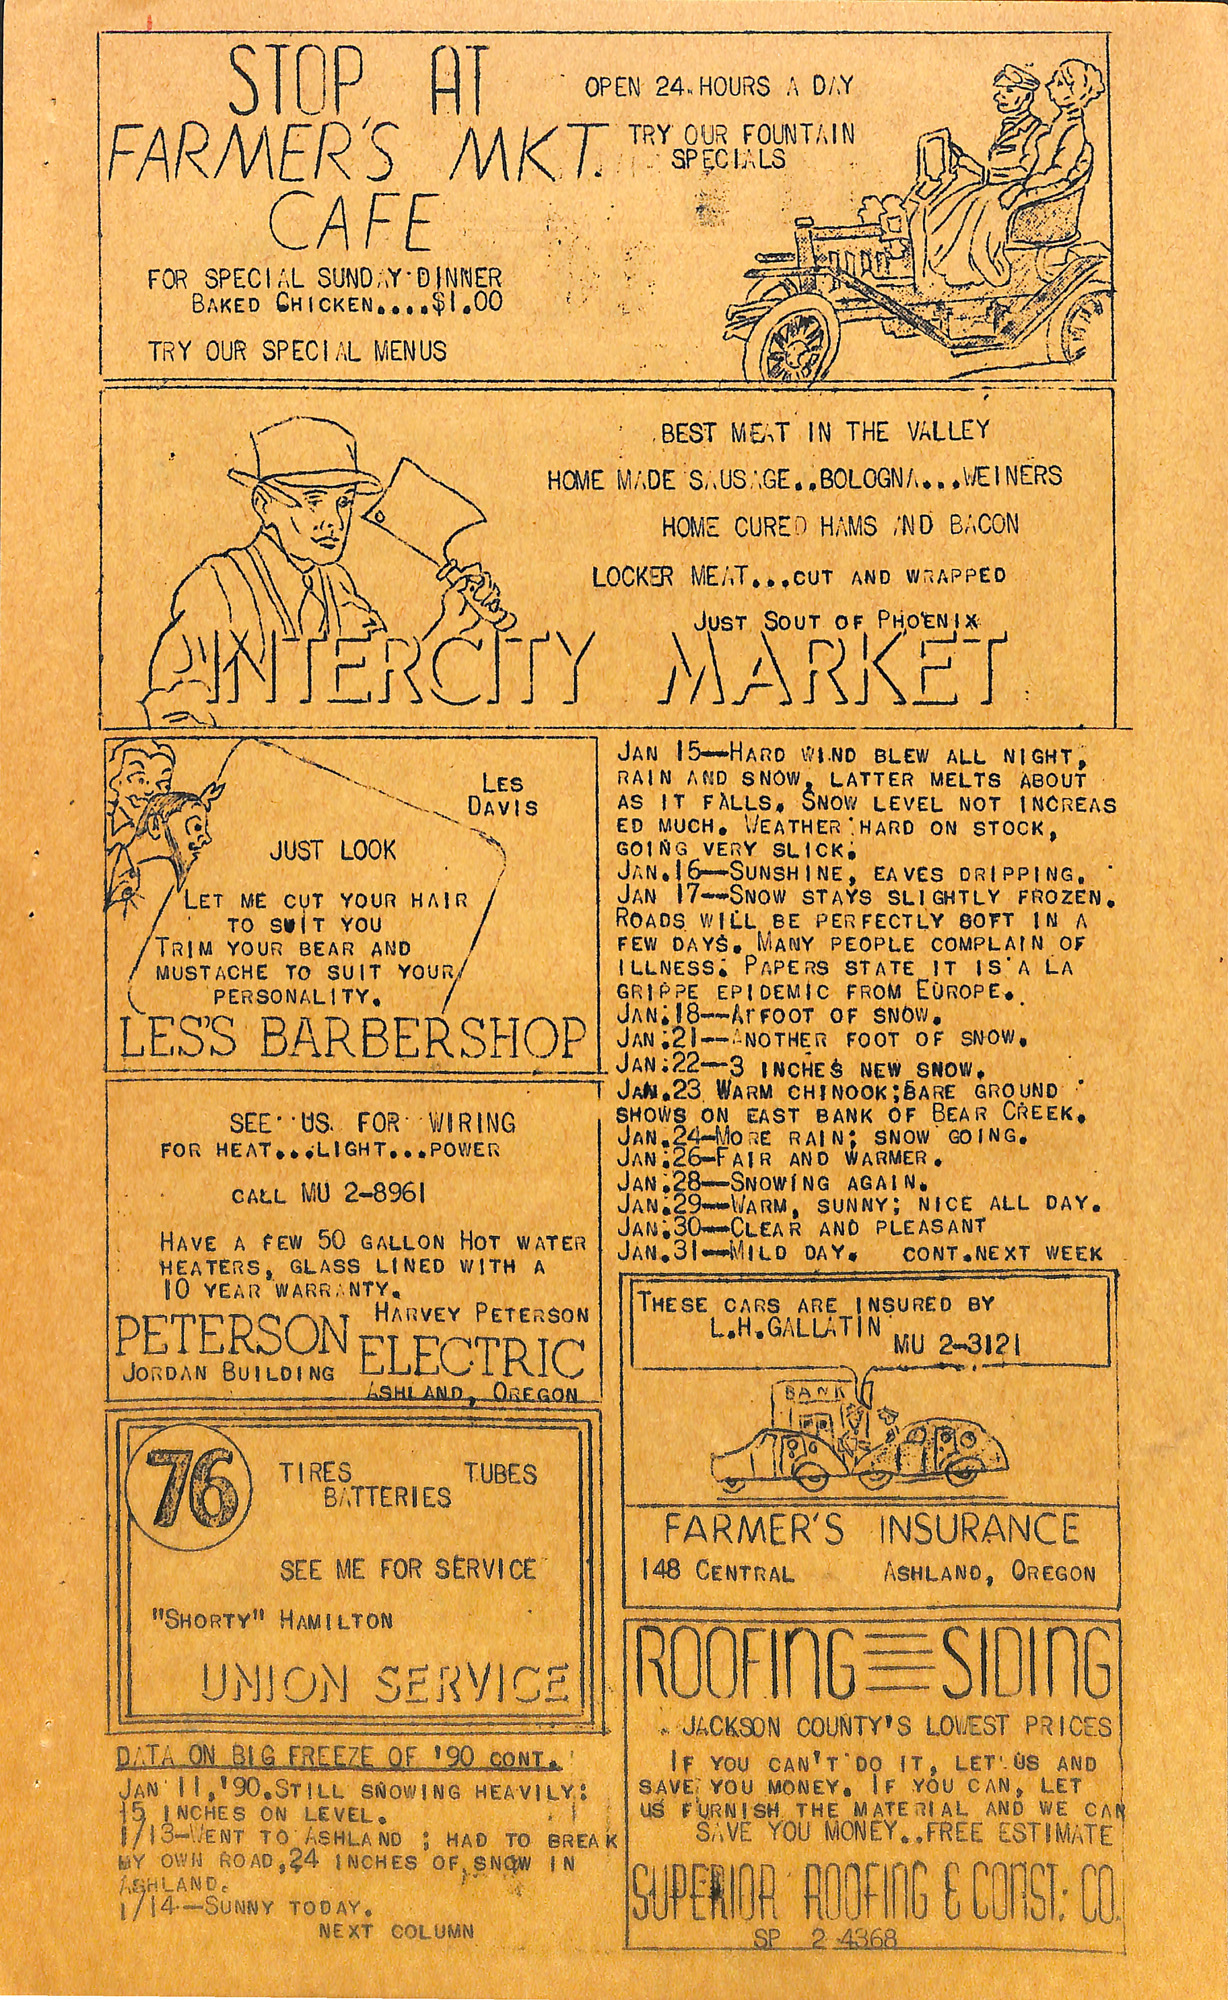 STOP AT
FARMER'S MKT.
CAFE
OPEN 24 HOURS A DAY
TRY OUR FOUNTAIN
SPECIALS
FOR SPECIAL SUNDAY DINNER
BAKED CHICKEN....$1.00
TRY OUR SPECIAL MENUS
BEST MEAT IN THE VALLEY
HOME MADE SAUSAGE..BOLOGNA...WEINERS
HOME CURED HAMS AND BACON
LOCKER MEAT...CUT AND WRAPPED
JUST SOUT OF PHOENIX
INTERCITY MARKET
LES
DAVIS
JUST LOOK
LET ME CUT YOUR HAIR
TO SUIT YOU
TRIM YOUR BEAR AND
MUSTACHE TO SUIT YOUR
PERSONALITY.
LES'S BARBERSHOP
SEE US FOR WIRING
FOR HEAT...LIGHT...POWER
CALL MU 2-8961
HAVE A FEW 50 GALLON HOT WATER
HEATERS, GLASS LINED WITH A
10 YEAR WARRANTY.
HARVEY PETERSON
PETERSON ELECTRIC
JORDAN BUILDING
ASHLAND, OREGON
76
TIRES TUBES
BATTERIES
SEE ME FOR SERVICE
"SHORTY" HAMILTON
UNION SERVICE
DATA ON BIG FREEZE OF '90 CONT.
JAN 11,'90.STILL SNOWING HEAVILY;
15 INCHES ON LEVEL.
1/13-WENT TO ASHLAND ; HAD TO BREAK
MY OWN ROAD,24 INCHES OF SNOW IN
ASHLAND.
1/14-SUNNY TODAY.
NEXT COLUMN
JAN 15-HARD WIND BLEW ALL NIGHT,
RAIN AND SNOW, LATTER MELTS ABOUT
AS IT FALLS. SNOW LEVEL NOT INCREAS
ED MUCH. WEATHER HARD ON STOCK,
GOING VERY SLICK.
JAN.16-SUNSHINE, EAVES DRIPPING.
JAN 17-SNOW STAYS SLIGHTLY FROZEN.
ROADS WILL BE PERFECTLY SOFT IN A
FEW DAYS. MANY PEOPLE COMPLAIN OF
ILLNESS. PAPERS STATE IT IS A LA
GRIPPE EPIDEMIC FROM EUROPE.
JAN.18--A FOOT OF SNOW.
JAN.21--ANOTHER FOOT OF SNOW.
JAN.22-3 INCHES NEW SNOW.
JAN.23 WARM CHINOOK;BARE GROUND
SHOWS ON EAST BANK OF BEAR CREEK.
JAN.24-MORE RAIN; SNOW GOING.
JAN.26-FAIR AND WARMER.
JAN.28-SNOWING AGAIN.
JAN.29-WARM, SUNNY; NICE ALL DAY.
JAN.30-CLEAR AND PLEASANT
JAN.31-MILD DAY. CONT.NEXT WEEK
THESE CARS ARE INSURED BY
L.H.GALLATIN
MU 2-3121
BANK
FARMER'S INSURANCE
148 CENTRAL ASHLAND, OREGON
ROOFING SIDING
JACKSON COUNTY'S LOWEST PRICES
IF YOU CAN'T DO IT, LET US AND
SAVE YOU MONEY. IF YOU CAN, LET
US FURNISH THE MATERIAL AND WE CAN
SAVE YOU MONEY..FREE ESTIMATE
SUPERIOR ROOFING & CONST. CO.
SP 2 4368